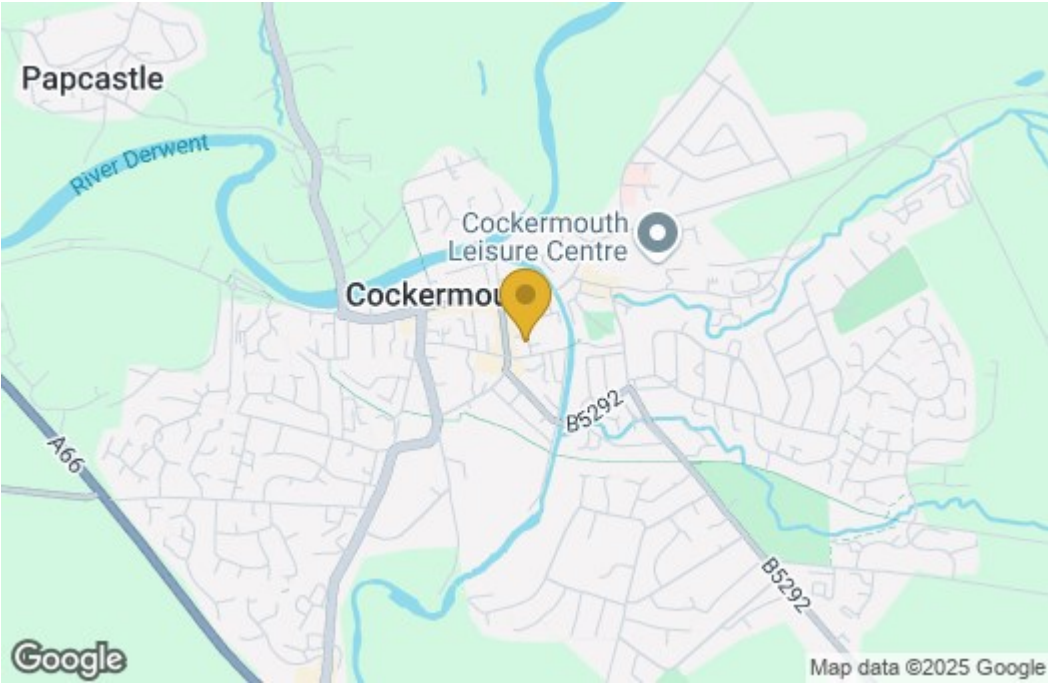 Papcastle
River Derwent
Cockermouth
Leisure Centre
Cockermou
B5292
A66
B5292
Google
Map data ©2025 Google